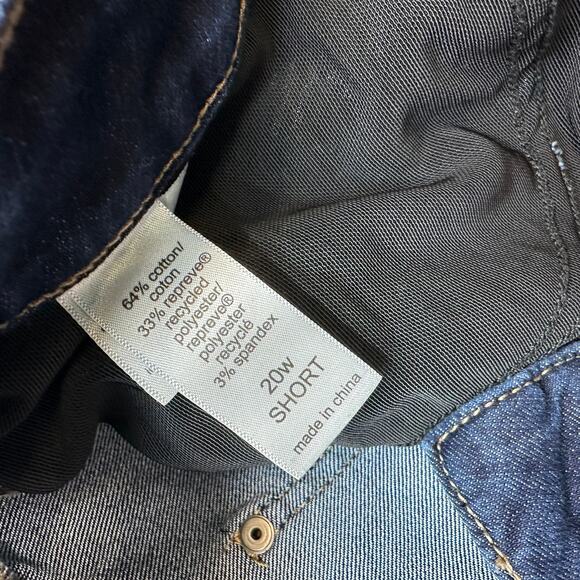 64% cotton/
coton
33% repreve®
recycled
polyester/
repreve®
polyester
recyclé
3% spandex
20w
SHORT
made in china